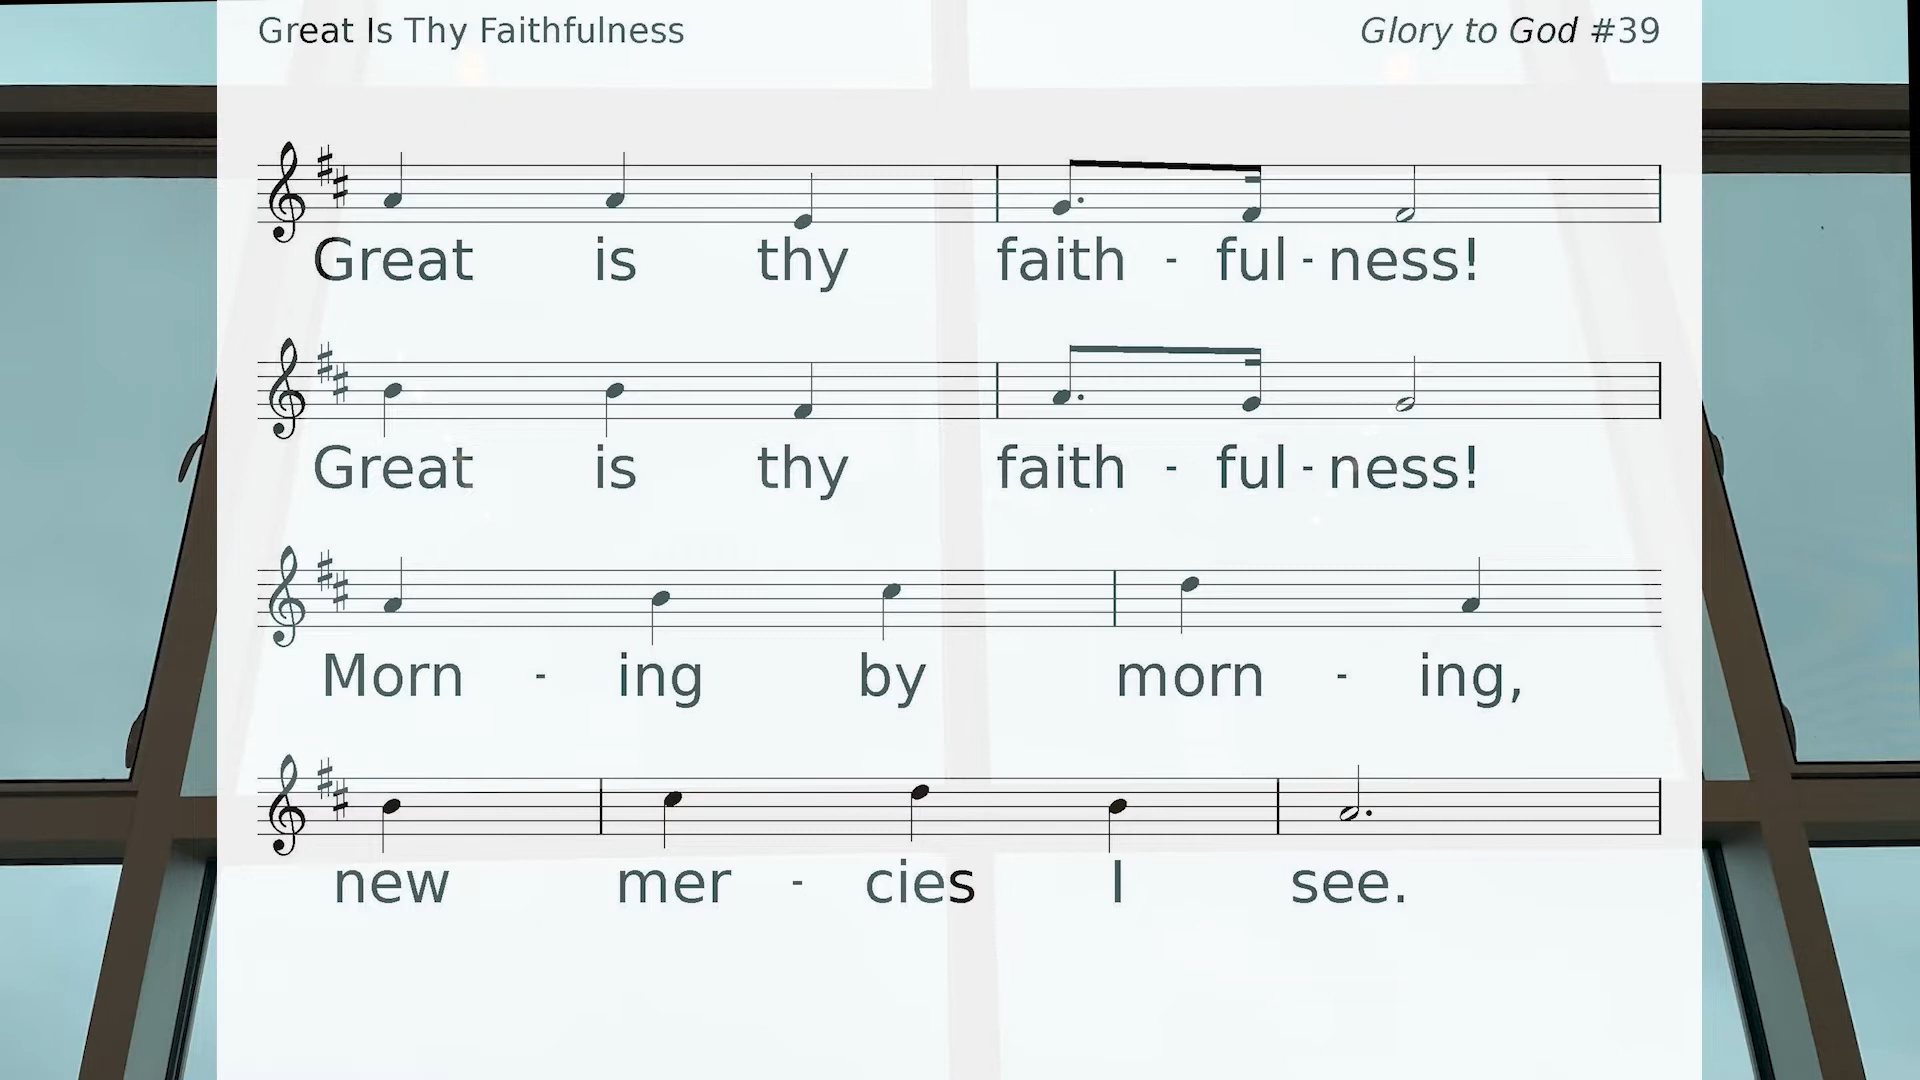 Great Is Thy Faithfulness
Glory to God #39
Great is thy faith - ful - ness!
Great is thy faith - ful - ness!
Morn - ing by morn - ing,
new mer - cies I see.